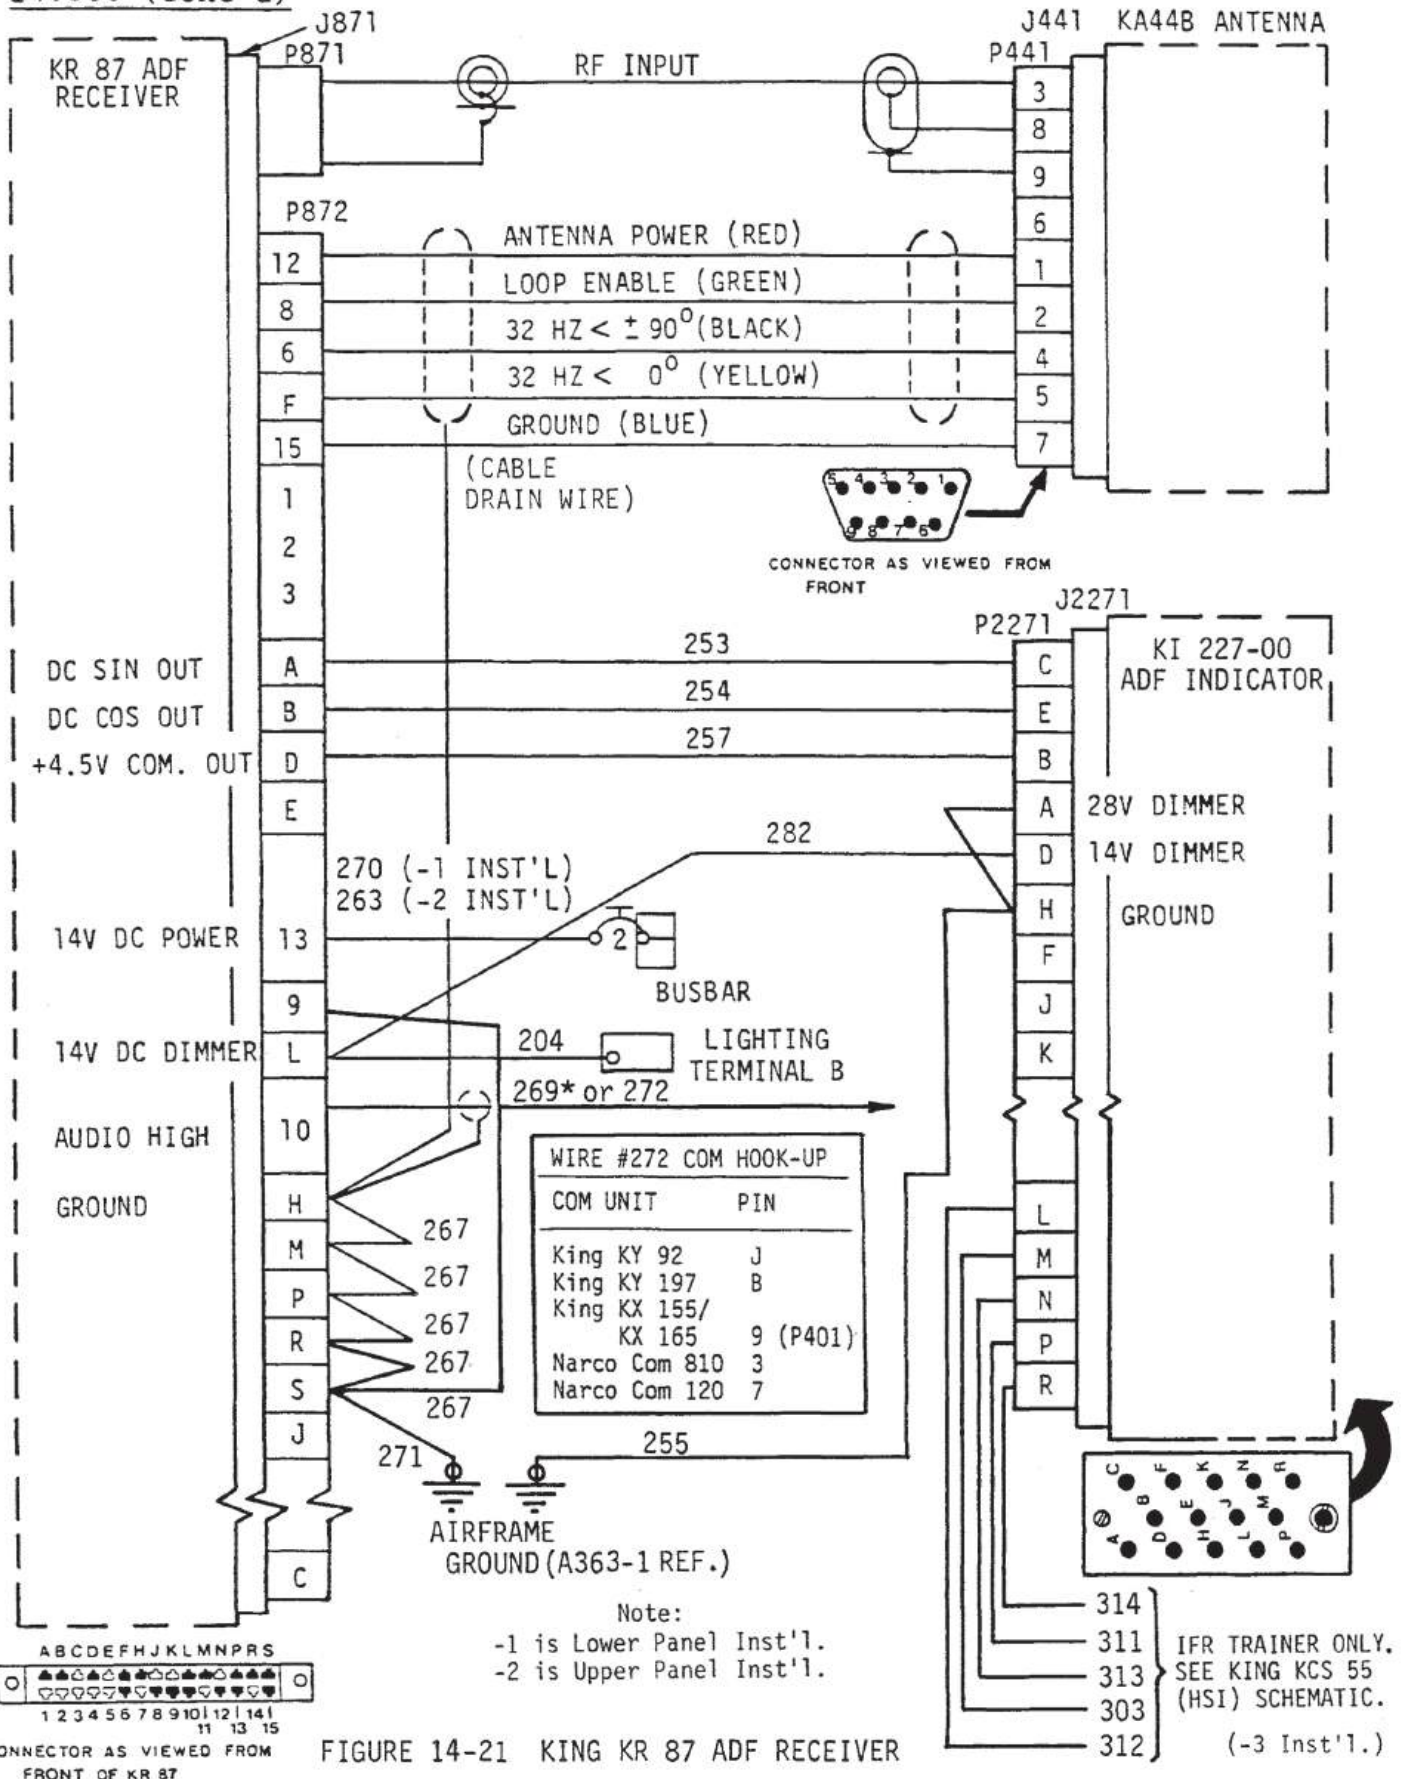 J871
P871
KR 87 ADF
RECEIVER
RF INPUT
J441 KA44B ANTENNA
P441
3
8
9
6
1
2
4
5
7
P872
12
8
6
F
15
1
2
3
A
B
D
E
13
9
L
10
H
M
P
R
S
J
C
ANTENNA POWER (RED)
LOOP ENABLE (GREEN)
32 HZ < ± 90° (BLACK)
32 HZ < 0° (YELLOW)
GROUND (BLUE)
(CABLE
DRAIN WIRE)
5 4 3 2 1
9 8 7 6
CONNECTOR AS VIEWED FROM
FRONT
J2271
P2271
KI 227-00
ADF INDICATOR
DC SIN OUT
DC COS OUT
+4.5V COM. OUT
253
254
257
282
C
E
B
A
D
H
F
J
K
L
M
N
P
R
28V DIMMER
14V DIMMER
GROUND
270 (-1 INST'L)
263 (-2 INST'L)
14V DC POWER
2
BUSBAR
14V DC DIMMER
204
LIGHTING
TERMINAL B
269* or 272
AUDIO HIGH
GROUND
267
267
267
267
267
271
255
WIRE #272 COM HOOK-UP
COM UNIT PIN
King KY 92 J
King KY 197 B
King KX 155/
KX 165 9 (P401)
Narco Com 810 3
Narco Com 120 7
AIRFRAME
GROUND (A363-1 REF.)
C F K N R
B E J M
A D H L P
Note:
-1 is Lower Panel Inst'l.
-2 is Upper Panel Inst'l.
314
311
313
303
312
IFR TRAINER ONLY.
SEE KING KCS 55
(HSI) SCHEMATIC.
(-3 Inst'l.)
A B C D E F H J K L M N P R S
1 2 3 4 5 6 7 8 9 10 12 14
11 13 15
FIGURE 14-21 KING KR 87 ADF RECEIVER
ONNECTOR AS VIEWED FROM
FRONT OF KR 87